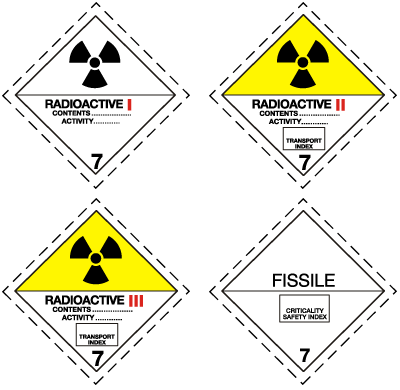 RADIOACTIVE I
CONTENTS...................
ACTIVITY.............
7
RADIOACTIVE II
CONTENTS...................
ACTIVITY.............
TRANSPORT
INDEX
7
RADIOACTIVE III
CONTENTS...................
ACTIVITY.............
TRANSPORT
INDEX
7
FISSILE
CRITICALITY
SAFETY INDEX
7